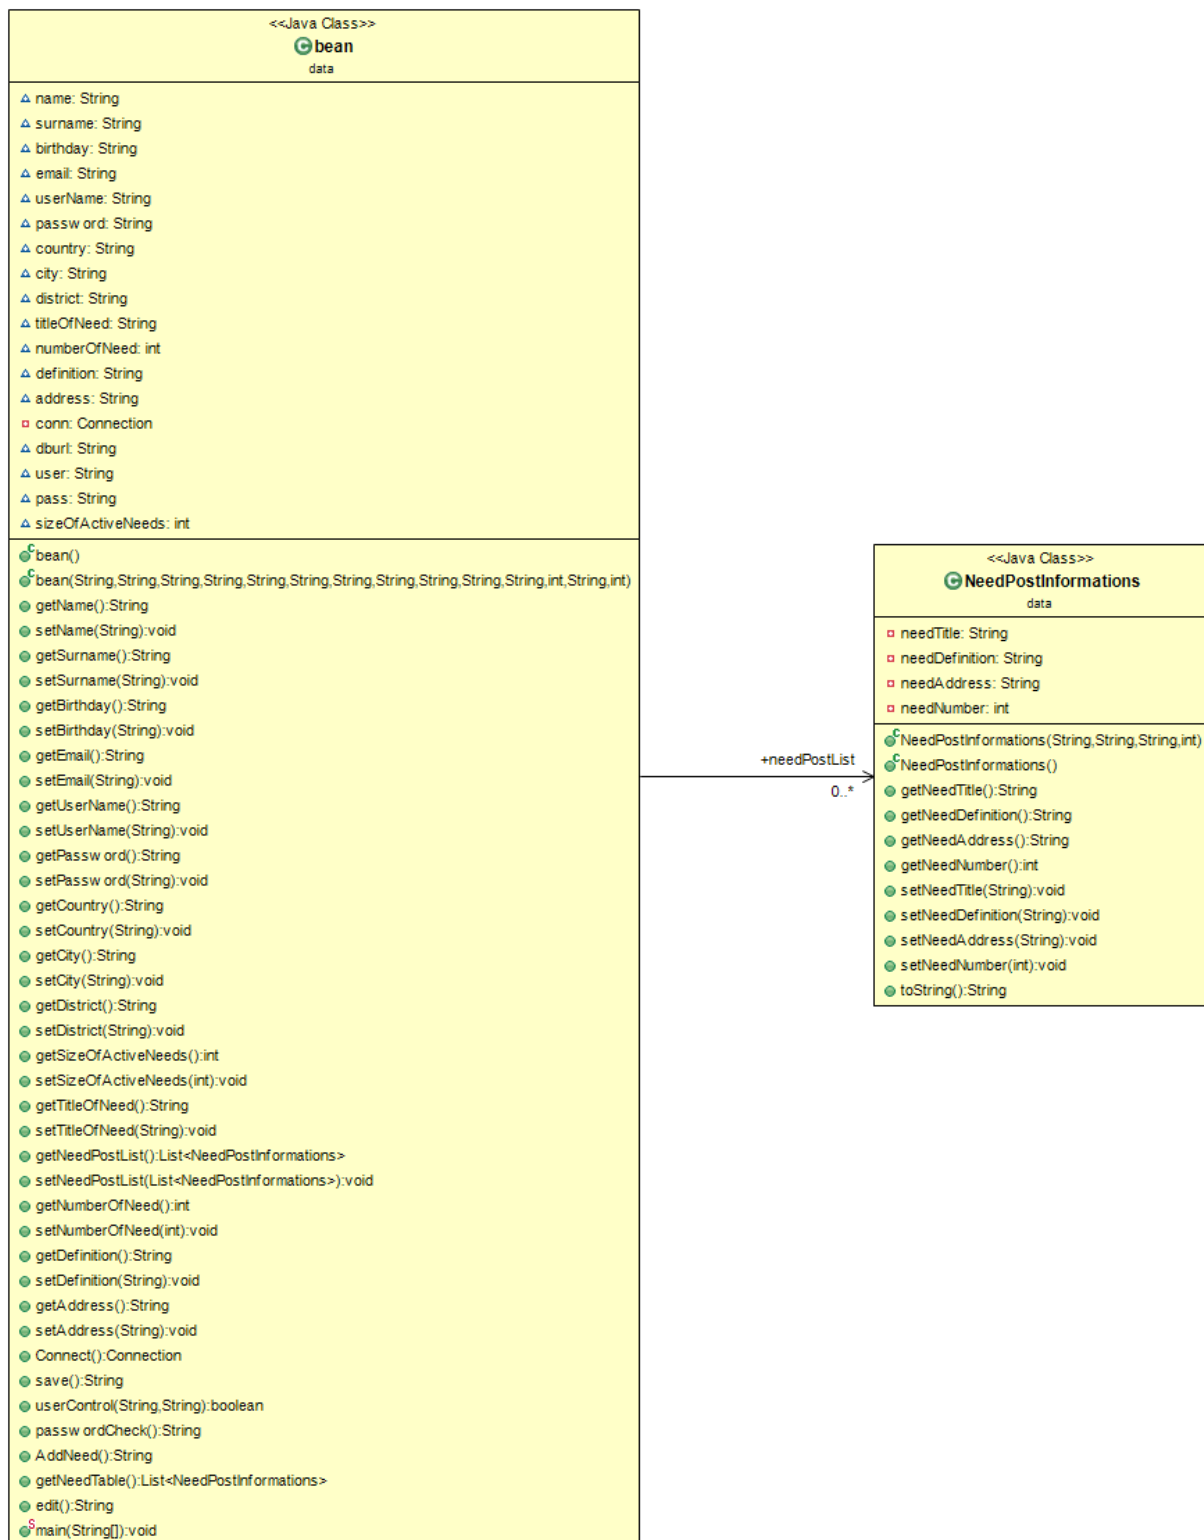 <<Java Class>>
bean
data
name: String
surname: String
birthday: String
email: String
userName: String
password: String
country: String
city: String
district: String
titleOfNeed: String
numberOfNeed: int
definition: String
address: String
conn: Connection
dburl: String
user: String
pass: String
sizeOfActiveNeeds: int
bean()
bean(String,String,String,String,String,String,String,String,String,String,String,int,String,int)
getName():String
setName(String):void
getSurname():String
setSurname(String):void
getBirthday():String
setBirthday(String):void
getEmail():String
setEmail(String):void
getUserName():String
setUserName(String):void
getPassword():String
setPassword(String):void
getCountry():String
setCountry(String):void
getCity():String
setCity(String):void
getDistrict():String
setDistrict(String):void
getSizeOfActiveNeeds():int
setSizeOfActiveNeeds(int):void
getTitleOfNeed():String
setTitleOfNeed(String):void
getNeedPostList():List<NeedPostInformations>
setNeedPostList(List<NeedPostInformations>):void
getNumberOfNeed():int
setNumberOfNeed(int):void
getDefinition():String
setDefinition(String):void
getAddress():String
setAddress(String):void
Connect():Connection
save():String
userControl(String,String):boolean
passwordCheck():String
AddNeed():String
getNeedTable():List<NeedPostInformations>
edit():String
main(String[]):void
+needPostList
0..*
<<Java Class>>
NeedPostInformations
data
needTitle: String
needDefinition: String
needAddress: String
needNumber: int
NeedPostInformations(String,String,String,int)
NeedPostInformations()
getNeedTitle():String
getNeedDefinition():String
getNeedAddress():String
getNeedNumber():int
setNeedTitle(String):void
setNeedDefinition(String):void
setNeedAddress(String):void
setNeedNumber(int):void
toString():String